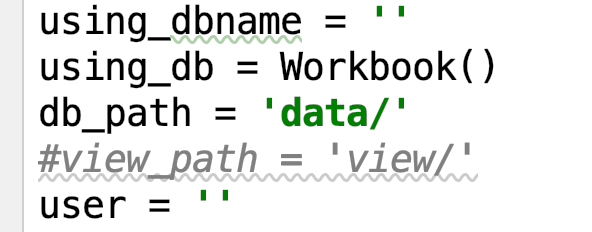 using_dbname = ''
using_db = Workbook()
db_path = 'data/'
#view_path = 'view/'
user = ''